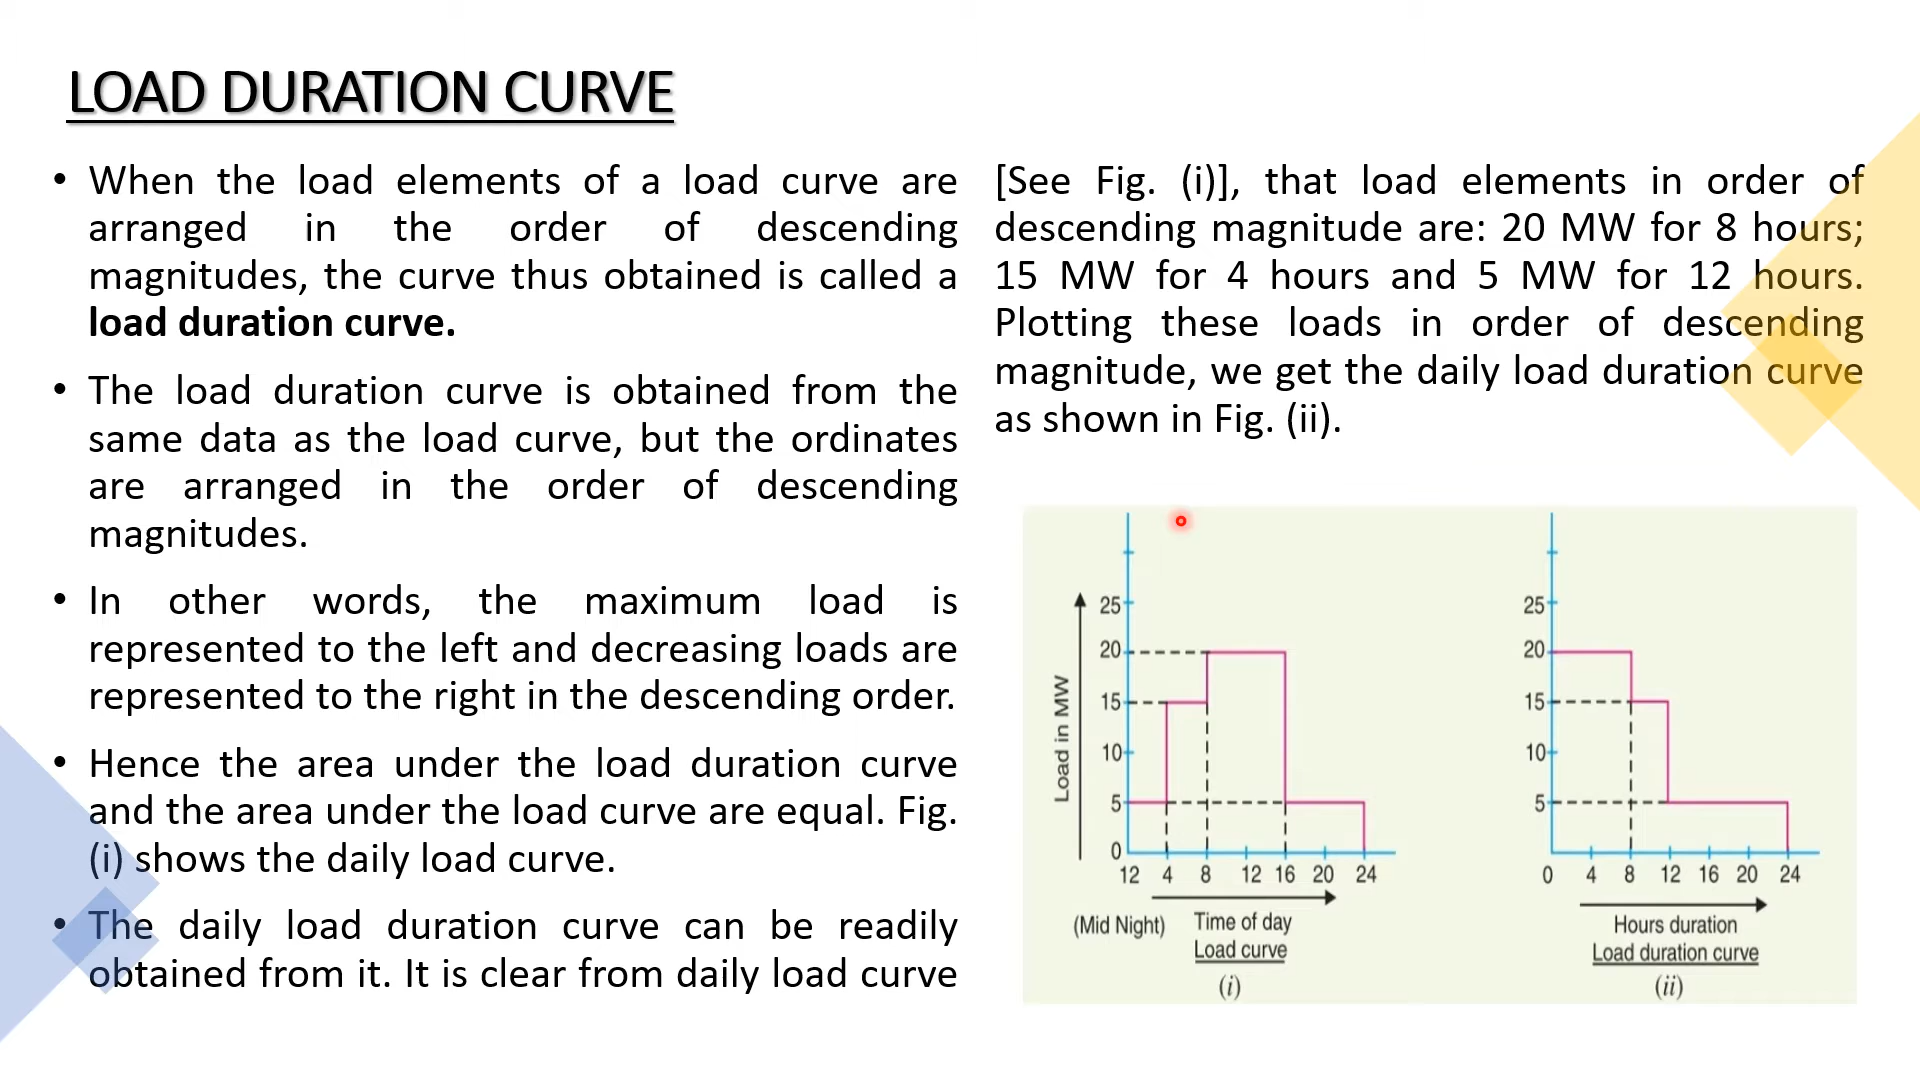 LOAD DURATION CURVE
• When the load elements of a load curve are
arranged in the order of descending
magnitudes, the curve thus obtained is called a
load duration curve.
• The load duration curve is obtained from the
same data as the load curve, but the ordinates
are arranged in the order of descending
magnitudes.
• In other words, the maximum load is
represented to the left and decreasing loads are
represented to the right in the descending order.
• Hence the area under the load duration curve
and the area under the load curve are equal. Fig.
(i) shows the daily load curve.
• The daily load duration curve can be readily
obtained from it. It is clear from daily load curve
[See Fig. (i)], that load elements in order of
descending magnitude are: 20 MW for 8 hours;
15 MW for 4 hours and 5 MW for 12 hours.
Plotting these loads in order of descending
magnitude, we get the daily load duration curve
as shown in Fig. (ii).
Load in MW
25
20
15
10
5
0
12 4 8 12 16 20 24
(Mid Night) Time of day
Load curve
(i)
25
20
15
10
5
0 4 8 12 16 20 24
Hours duration
Load duration curve
(ii)